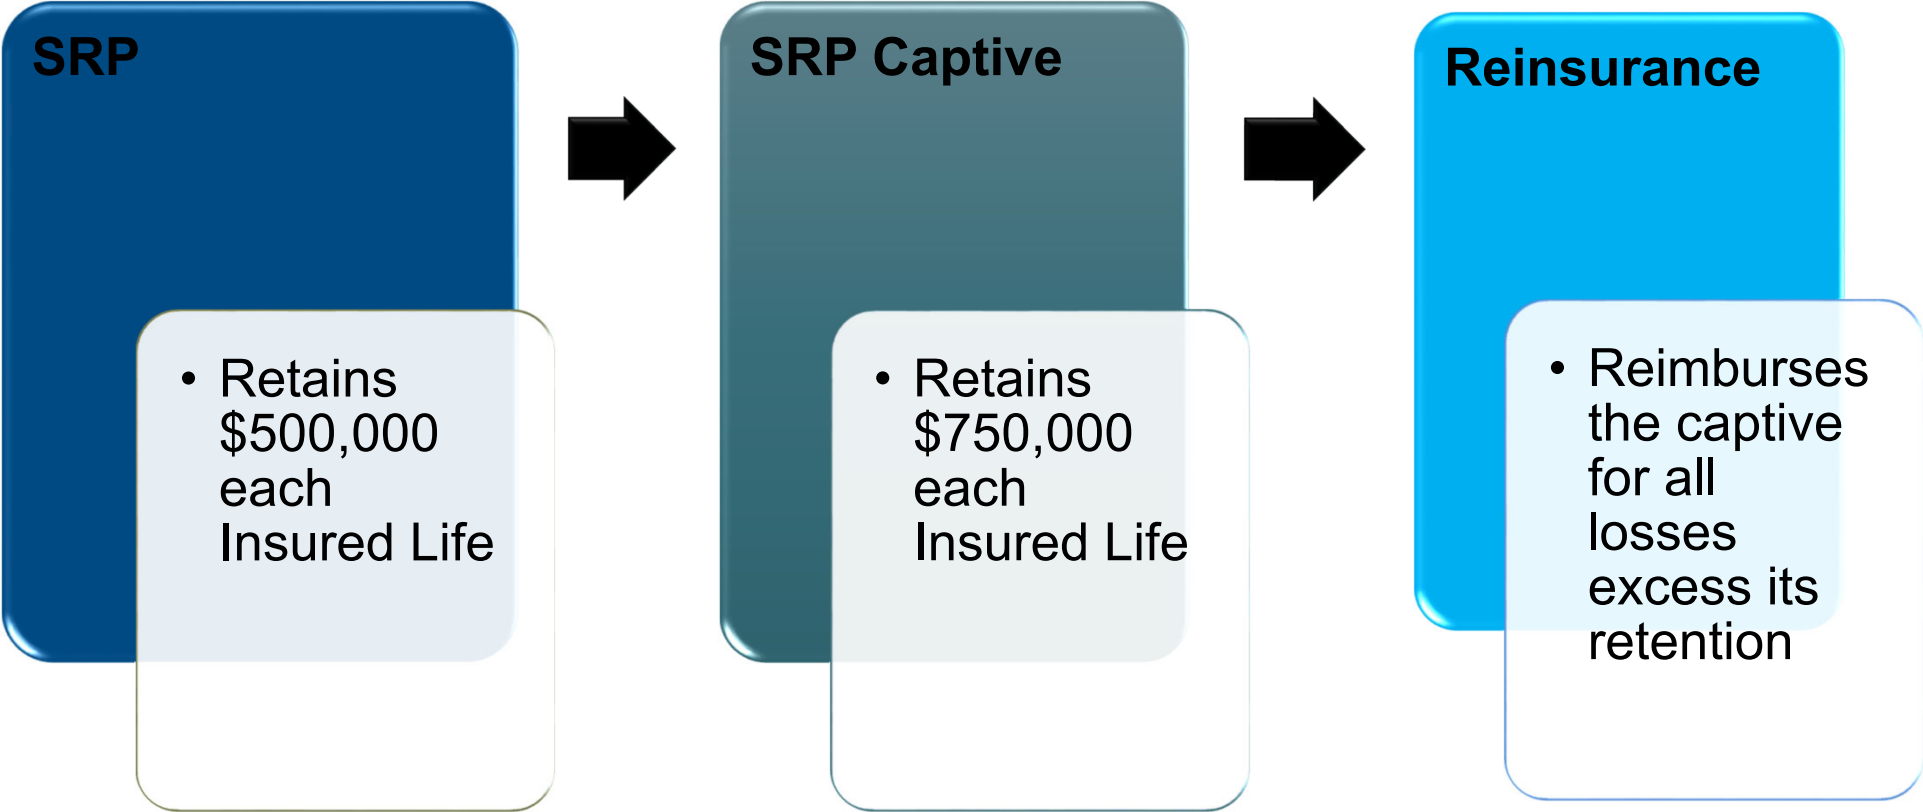 SRP
• Retains
$500,000
each
Insured Life
SRP Captive
• Retains
$750,000
each
Insured Life
Reinsurance
• Reimburses
the captive
for all
losses
excess its
retention